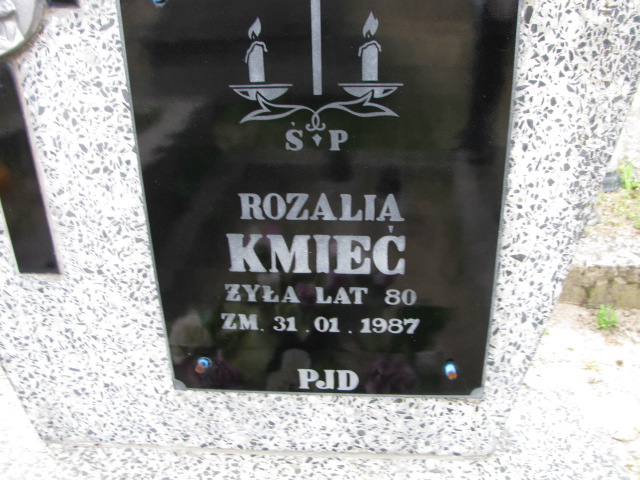 Ś P
ROZALIA
KMIEĆ
ŻYŁA LAT 80
ZM. 31.01.1987
PJD